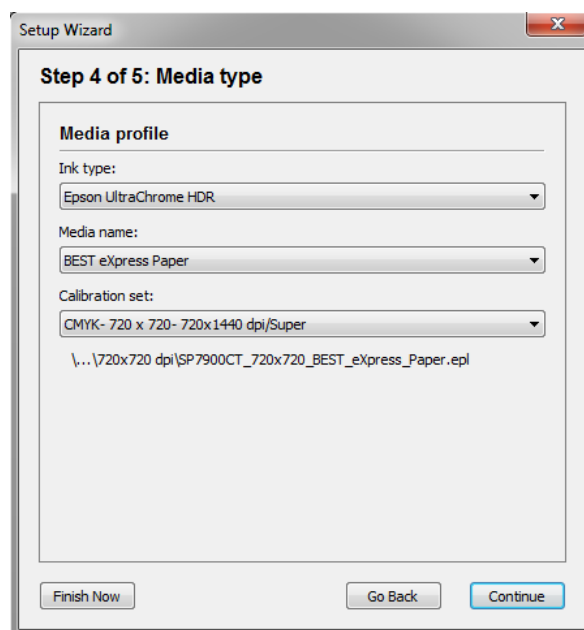 Setup Wizard
Step 4 of 5: Media type
Media profile
Ink type:
Epson UltraChrome HDR
Media name:
BEST eXpress Paper
Calibration set:
CMYK- 720 x 720- 720x1440 dpi/Super
\...\720x720 dpi\SP7900CT_720x720_BEST_eXpress_Paper.epl
Finish Now Go Back Continue